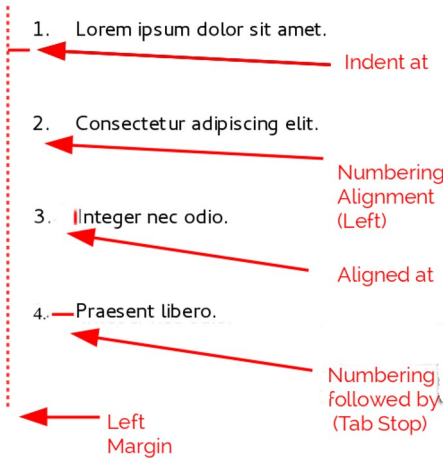 1. Lorem ipsum dolor sit amet.
Indent at
2. Consectetur adipiscing elit.
Numbering
Alignment
(Left)
3. Integer nec odio.
Aligned at
4. Praesent libero.
Numbering
followed by
(Tab Stop)
Left
Margin